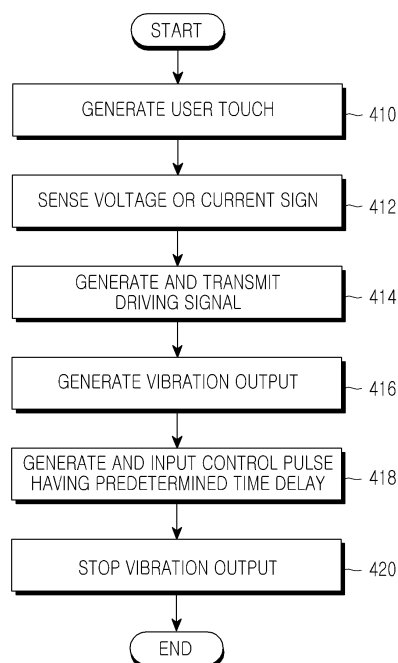 START
GENERATE USER TOUCH
410
SENSE VOLTAGE OR CURRENT SIGN
412
GENERATE AND TRANSMIT
DRIVING SIGNAL
414
GENERATE VIBRATION OUTPUT
416
GENERATE AND INPUT CONTROL PULSE
HAVING PREDETERMINED TIME DELAY
418
STOP VIBRATION OUTPUT
420
END